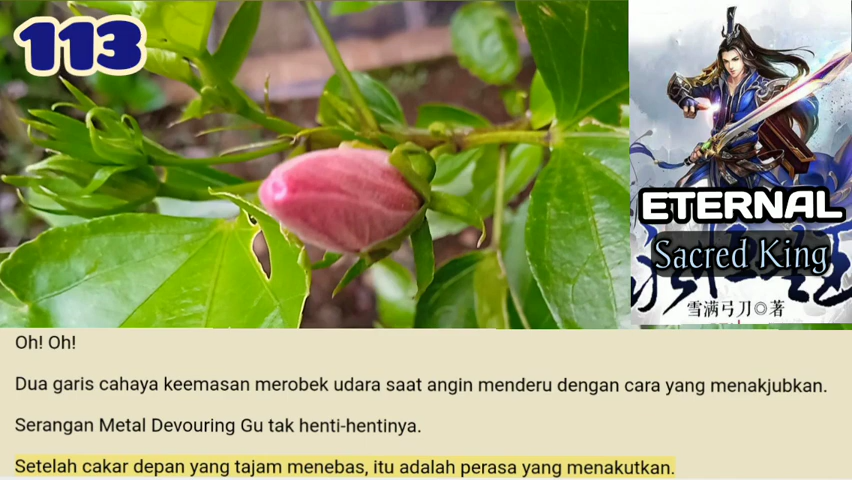 113
ETERNAL
Sacred King
雪满弓刀◎著
Oh! Oh!
Dua garis cahaya keemasan merobek udara saat angin menderu dengan cara yang menakjubkan.
Serangan Metal Devouring Gu tak henti-hentinya.
Setelah cakar depan yang tajam menebas, itu adalah perasa yang menakutkan.